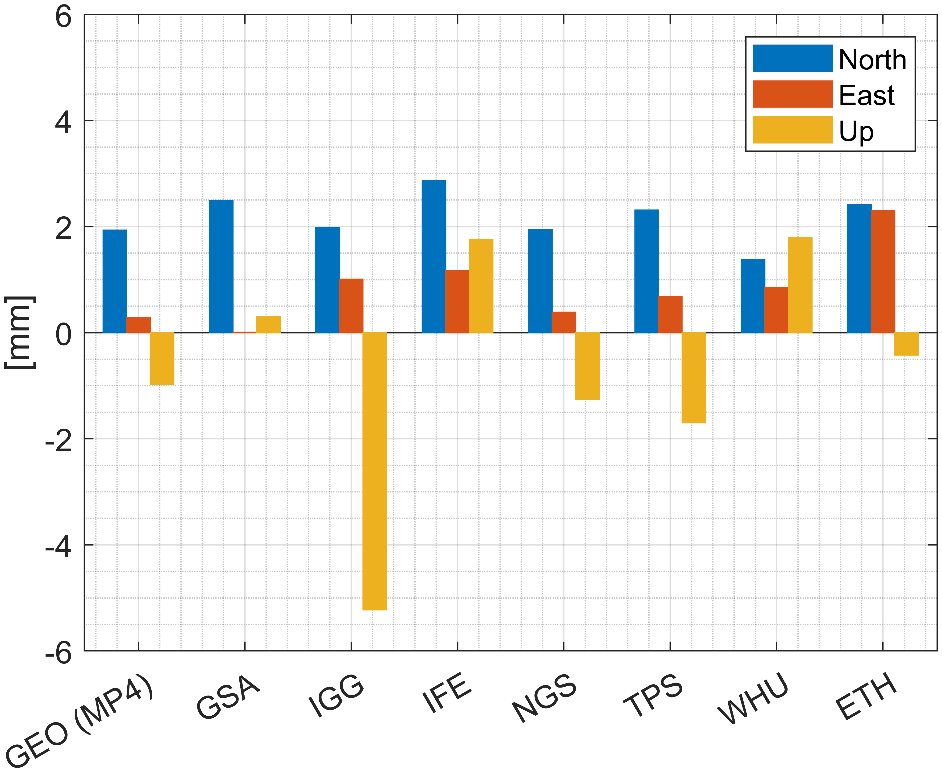 6
4
2
0
-2
-4
-6
[mm]
North
East
Up
GEO (MP4)
GSA
IGG
IFE
NGS
TPS
WHU
ETH